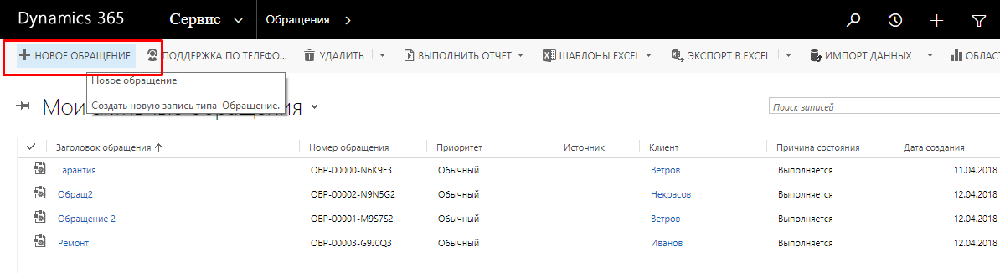 Dynamics 365 Сервис Обращения
НОВОЕ ОБРАЩЕНИЕ ПОДДЕРЖКА ПО ТЕЛЕФО... УДАЛИТЬ ВЫПОЛНИТЬ ОТЧЕТ ШАБЛОНЫ EXCEL ЭКСПОРТ В EXCEL ИМПОРТ ДАННЫХ ОБЛАСТ
Новое обращение
Создать новую запись типа Обращение.
Мои
Поиск записей
Заголовок обращения Номер обращения Приоритет Источник Клиент Причина состояния Дата создания
Гарантия ОБР-00000-N6K9F3 Обычный Ветров Выполняется 11.04.2018
Обращ2 ОБР-00002-N9N5G2 Обычный Некрасов Выполняется 12.04.2018
Обращение 2 ОБР-00001-M9S7S2 Обычный Ветров Выполняется 12.04.2018
Ремонт ОБР-00003-G9J0Q3 Обычный Иванов Выполняется 12.04.2018